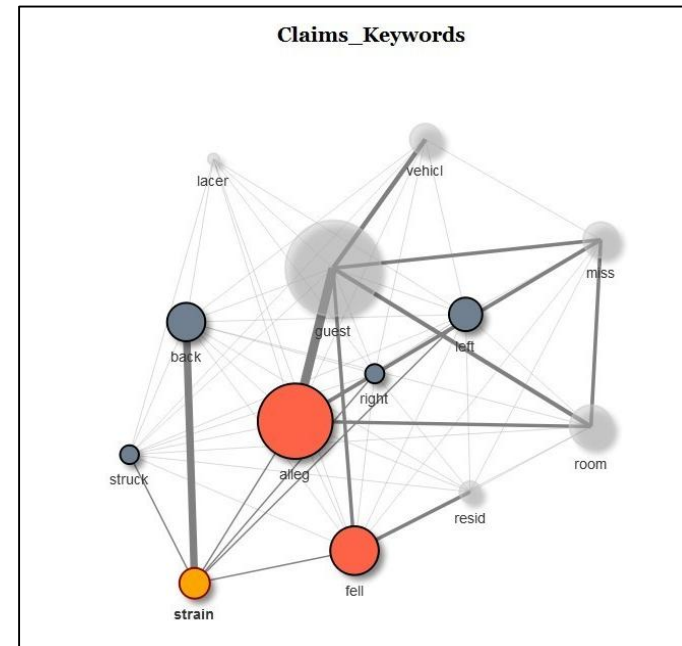 Claims_Keywords
vehicl
lacer
miss
guest
left
back
right
room
alleg
struck
resid
fell
strain